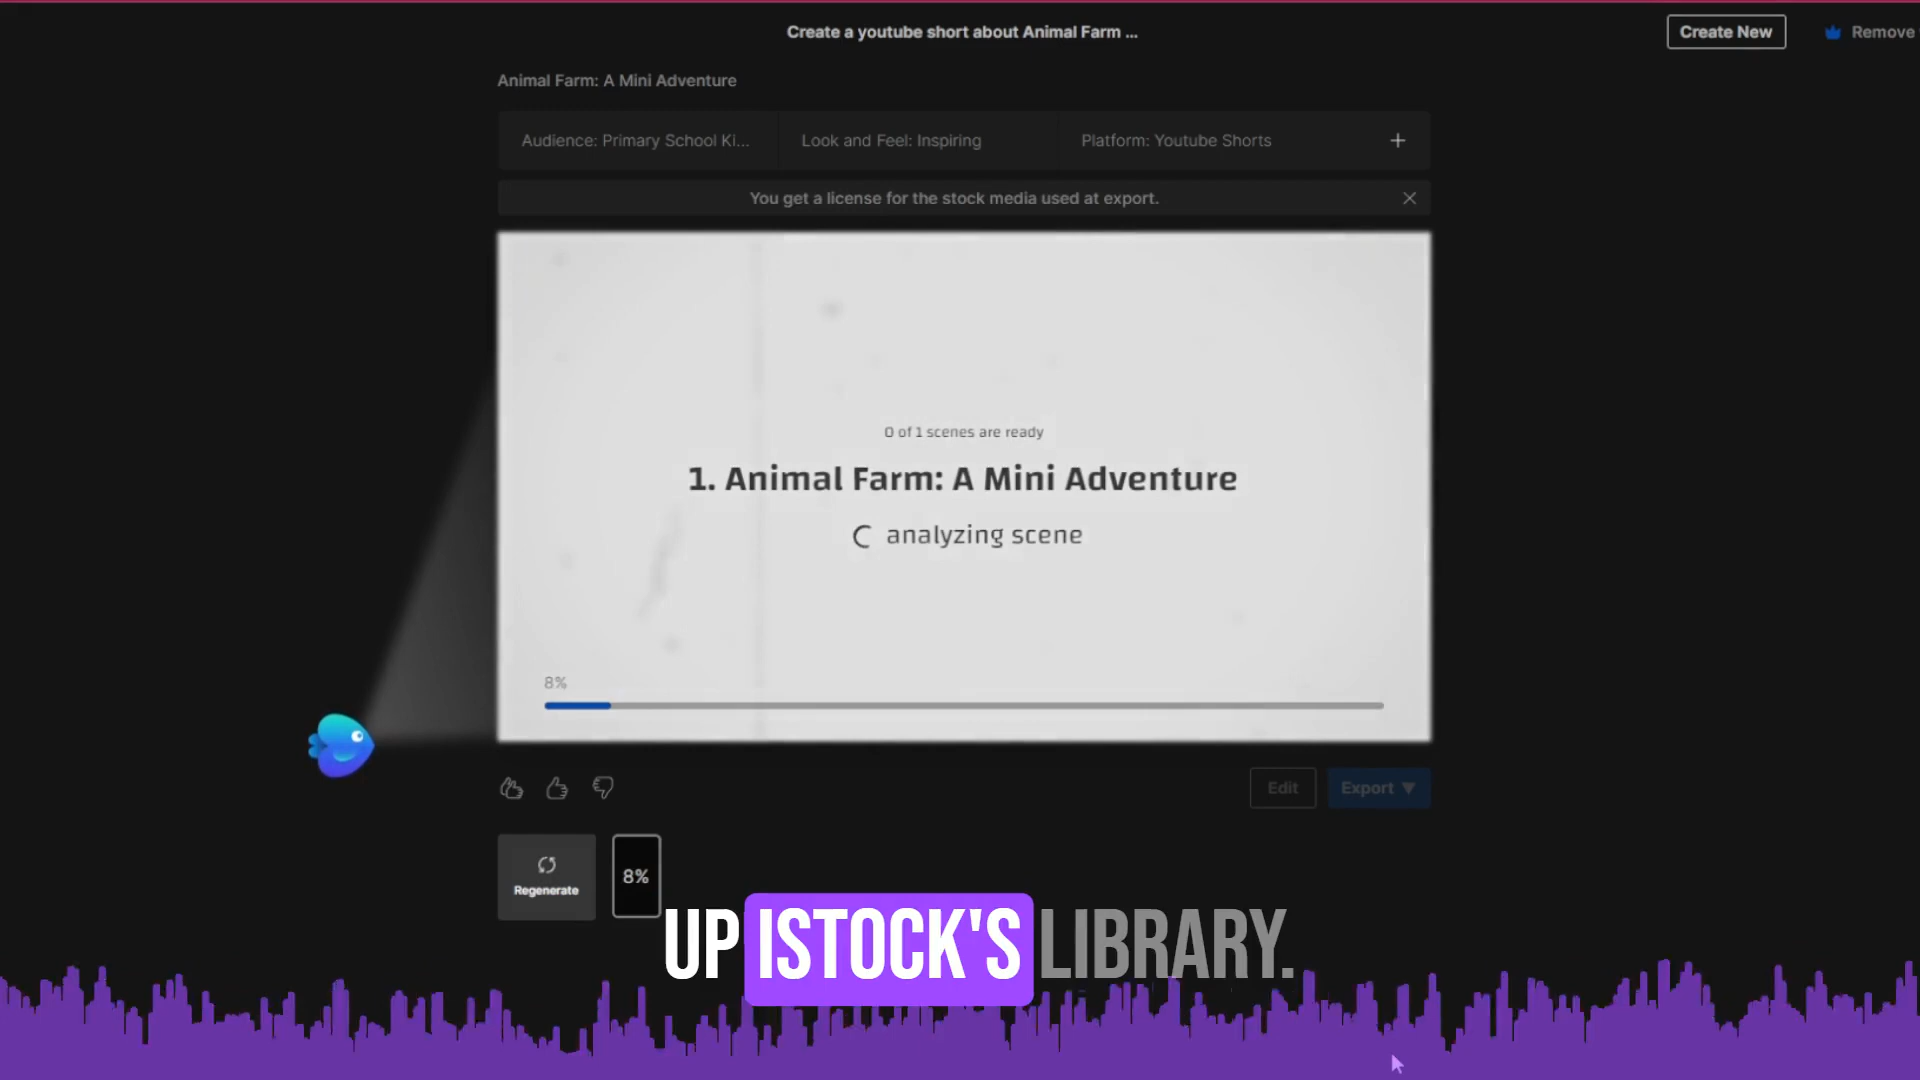 Create a youtube short about Animal Farm ...
Create New
Remove
Animal Farm: A Mini Adventure
Audience: Primary School Ki...
Look and Feel: Inspiring
Platform: Youtube Shorts
You get a license for the stock media used at export.
0 of 1 scenes are ready
1. Animal Farm: A Mini Adventure
analyzing scene
8%
Edit
Export
Regenerate
8%
UP ISTOCK'S LIBRARY.